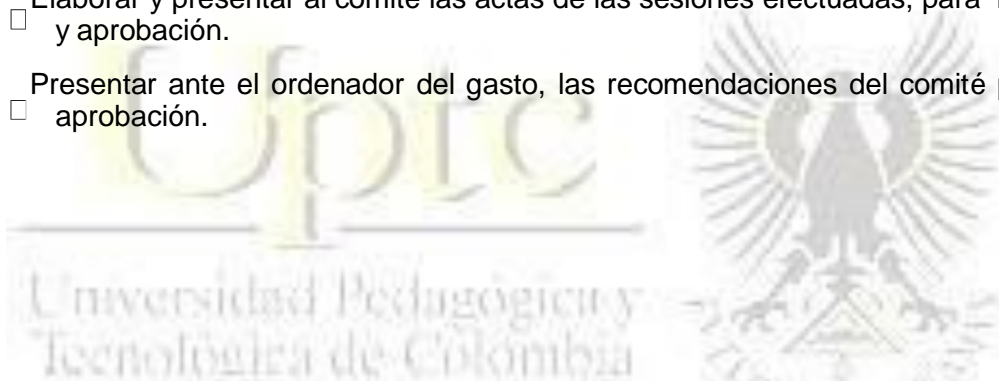 Elaborar y presentar al comité las actas de las sesiones efectuadas, para
y aprobación.
Presentar ante el ordenador del gasto, las recomendaciones del comité
aprobación.
Uptc
Universidad Pedagógica y
Tecnológica de Colombia